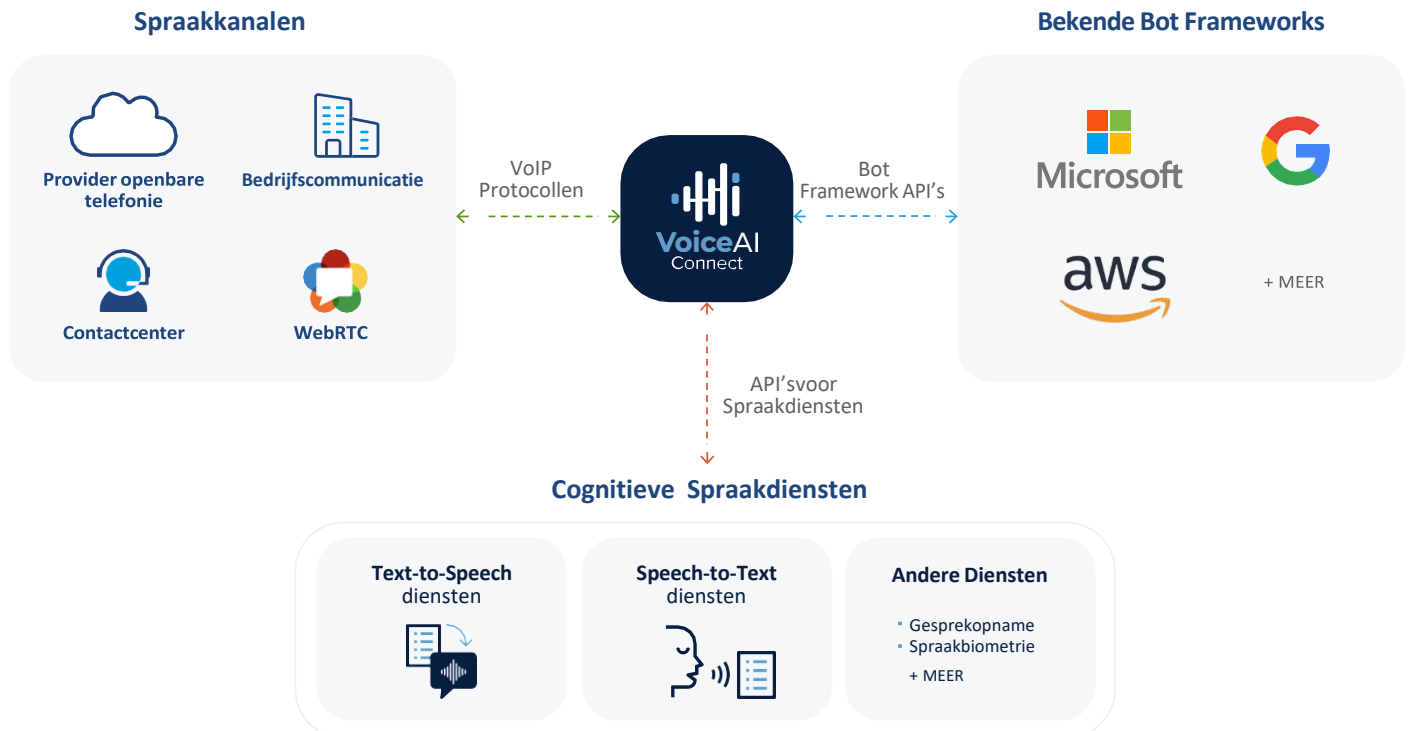 Spraakkanalen
Provider openbare
telefonie
Bedrijfscommunicatie
Contactcenter
WebRTC
VoIP
Protocollen
VoiceAI
Connect
Bot
Framework API’s
Bekende Bot Frameworks
Microsoft
G
aws
+ MEER
API’svoor
Spraakdiensten
Cognitieve Spraakdiensten
Text-to-Speech
diensten
Speech-to-Text
diensten
Andere Diensten
• Gesprekopname
• Spraakbiometrie
+ MEER